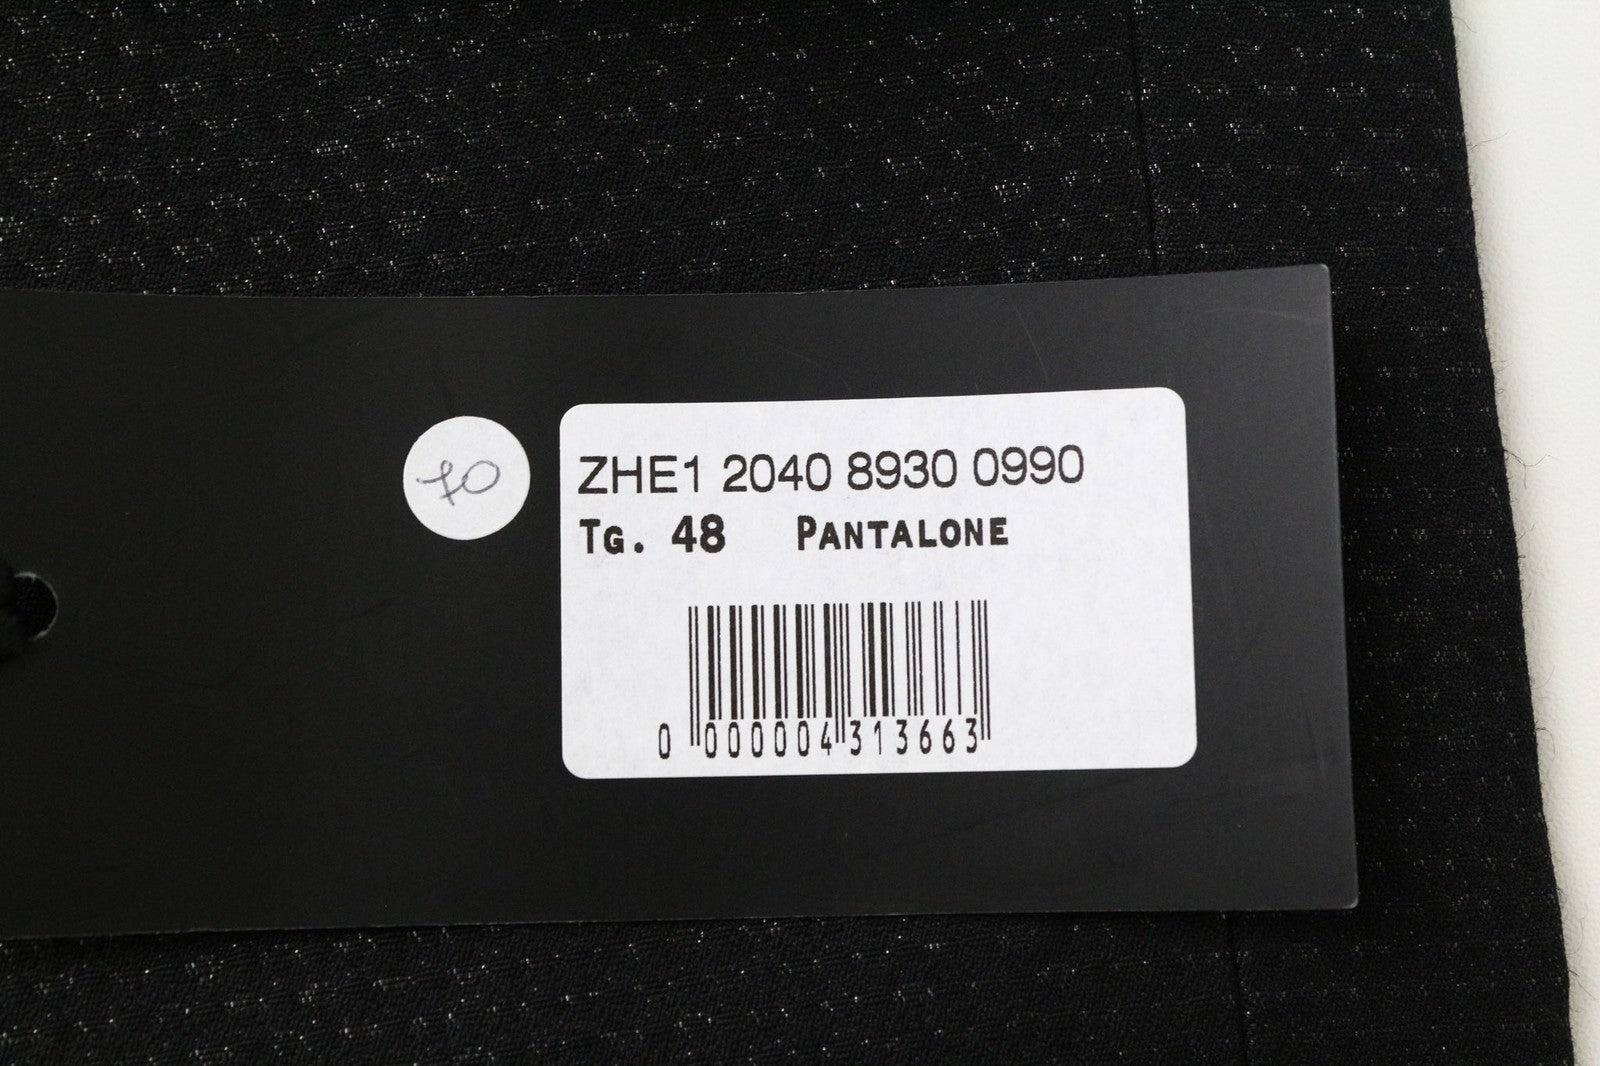 70
ZHE1 2040 8930 0990
Tg. 48 PANTALONE
0 000004 313663